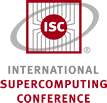 ISC
®
INTERNATIONAL
SUPERCOMPUTING
CONFERENCE